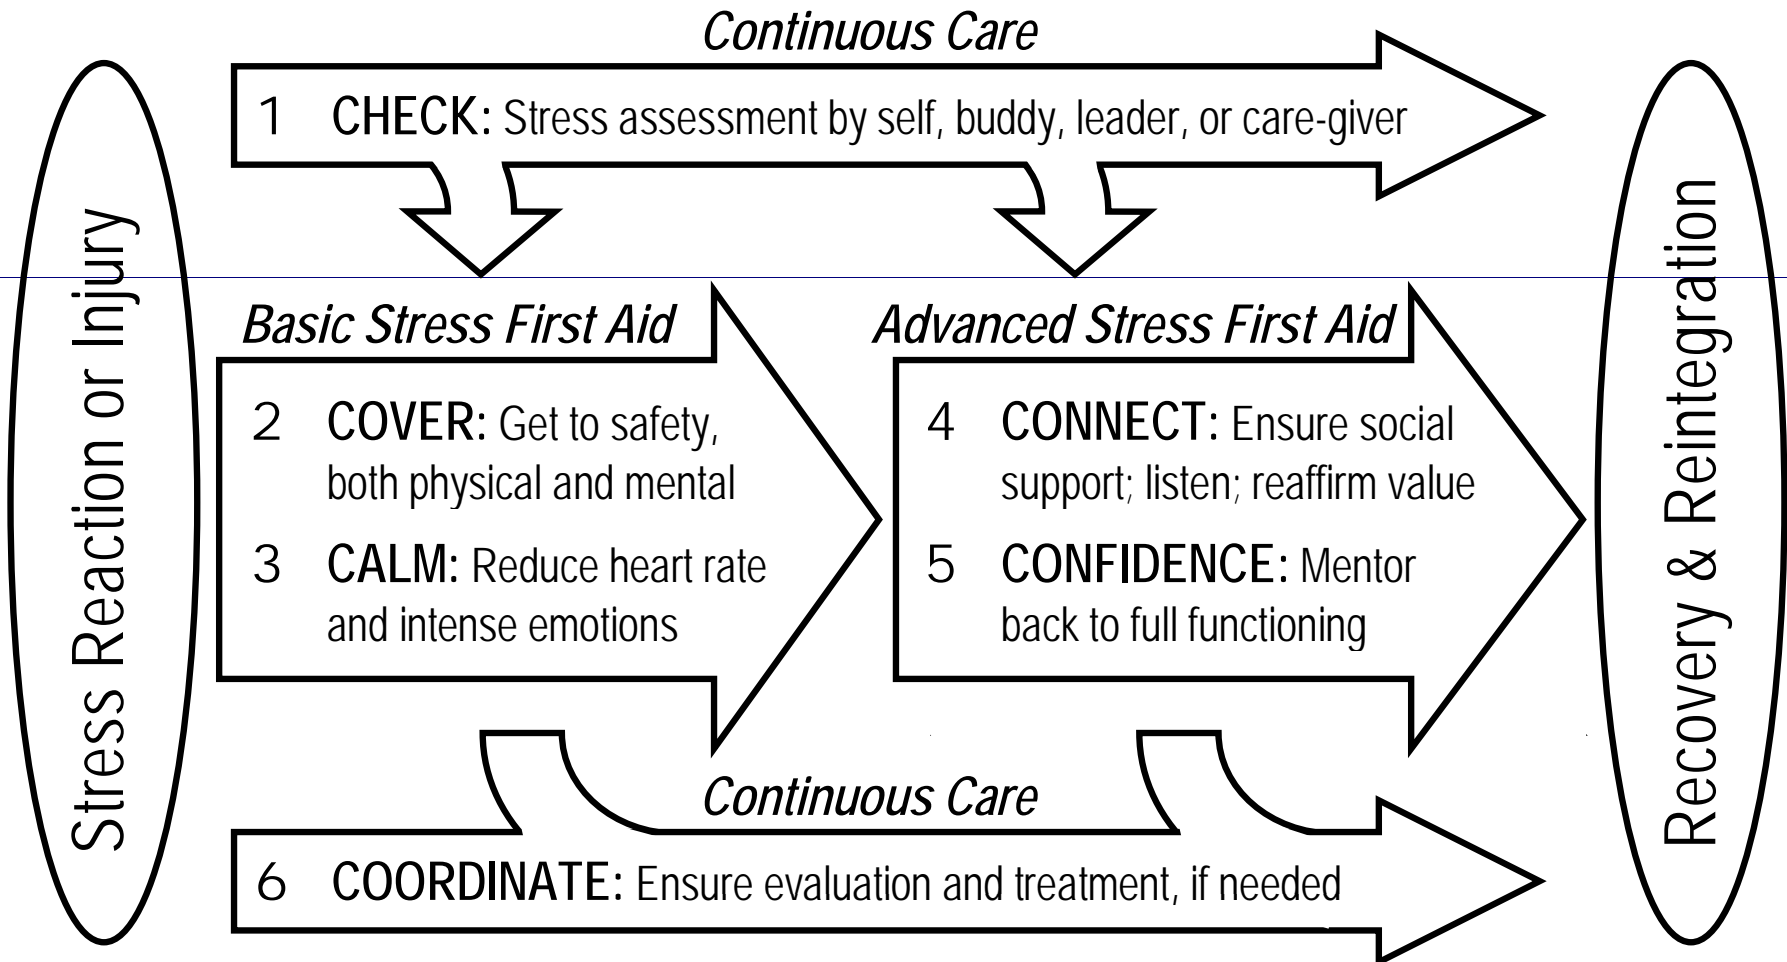 Stress Reaction or Injury
Continuous Care
1 CHECK: Stress assessment by self, buddy, leader, or care-giver
Basic Stress First Aid
2 COVER: Get to safety,
both physical and mental
3 CALM: Reduce heart rate
and intense emotions
Advanced Stress First Aid
4 CONNECT: Ensure social
support; listen; reaffirm value
5 CONFIDENCE: Mentor
back to full functioning
Continuous Care
6 COORDINATE: Ensure evaluation and treatment, if needed
Recovery & Reintegration